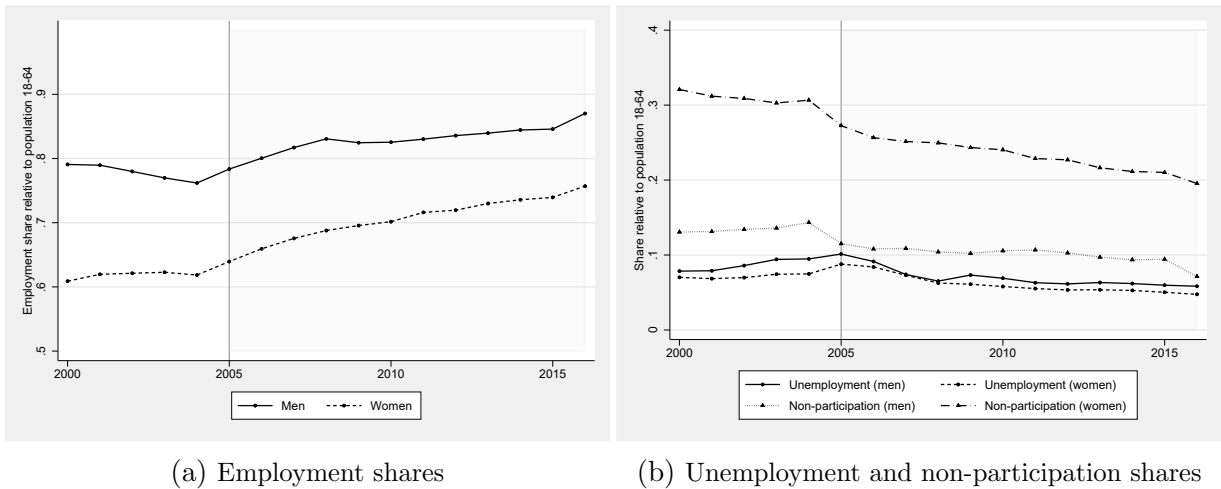 Employment share relative to population 18-64
.9
.8
.7
.6
.5
2000 2005 2010 2015
Men Women
Share relative to population 18-64
.4
.3
.2
.1
0
2000 2005 2010 2015
Unemployment (men) Unemployment (women)
Non-participation (men) Non-participation (women)
(a) Employment shares
(b) Unemployment and non-participation shares